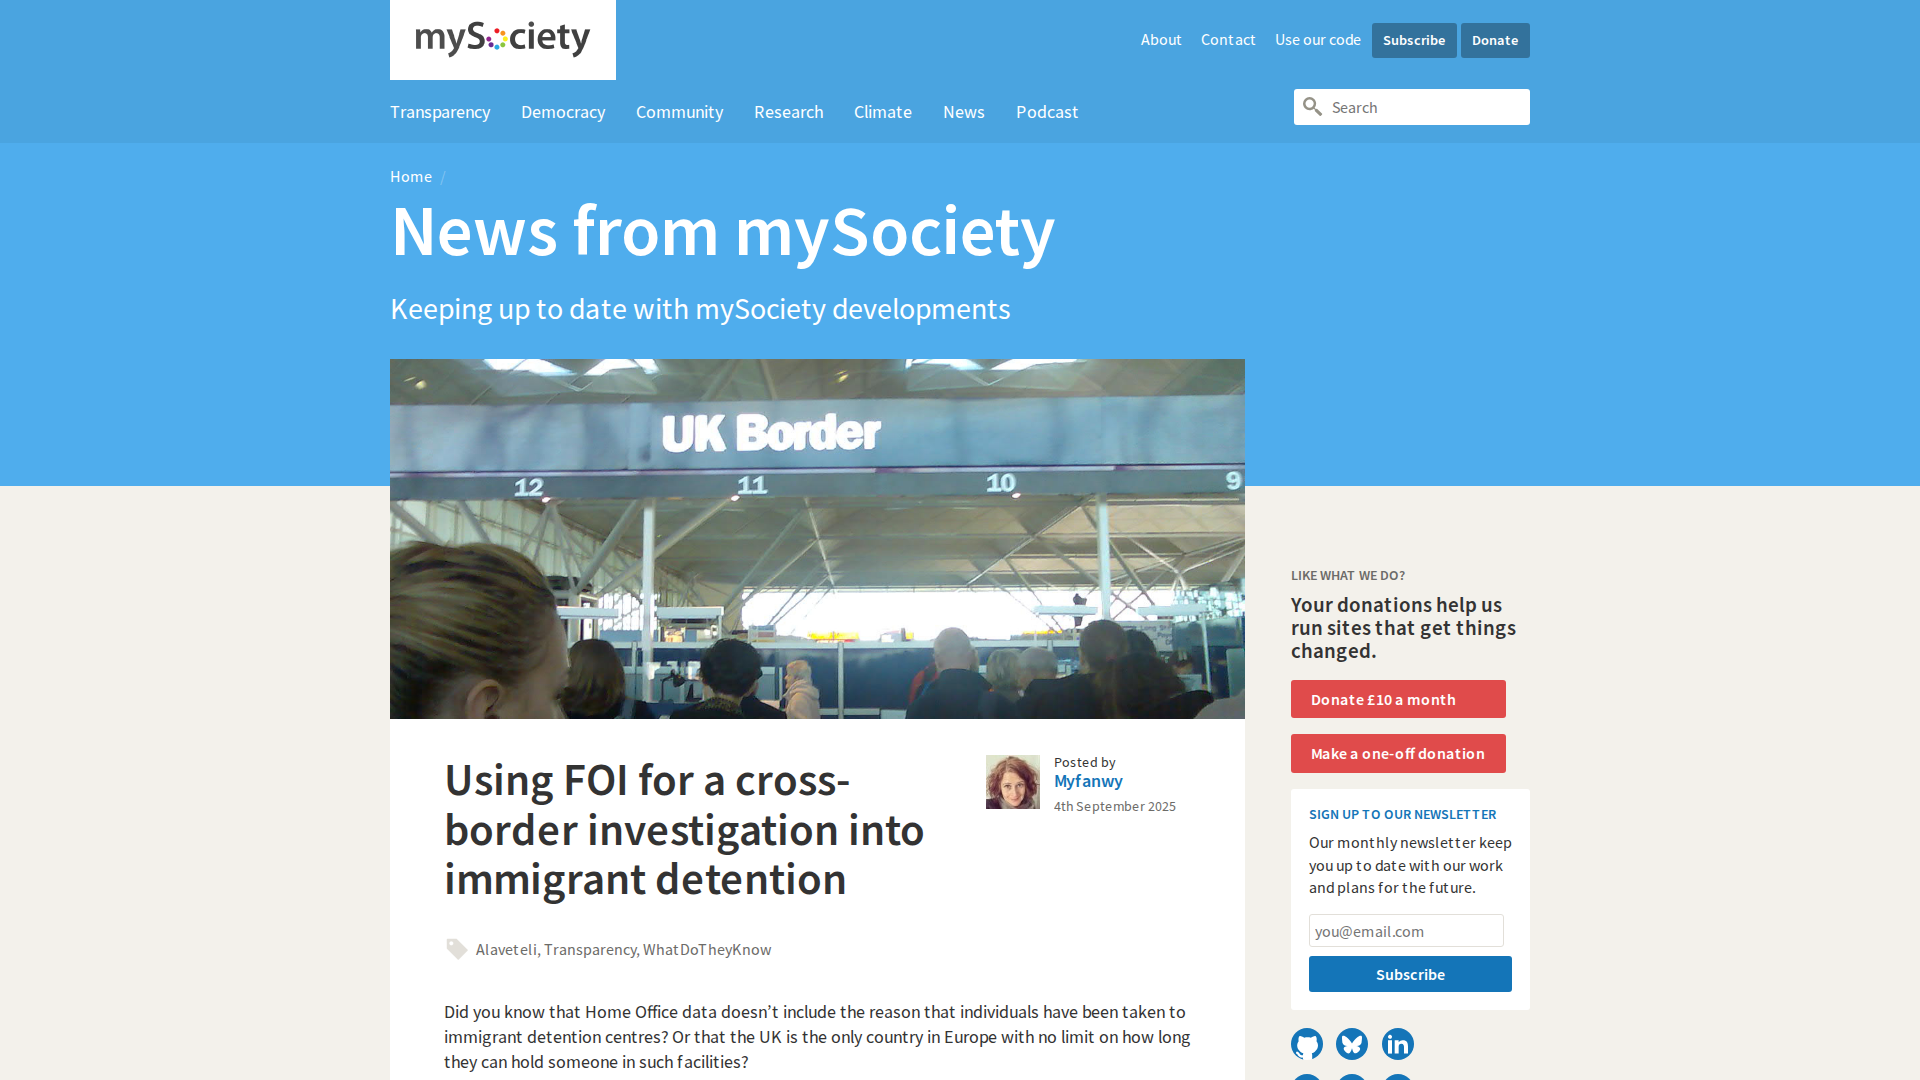 mySociety
About Contact Use our code Subscribe Donate
Transparency Democracy Community Research Climate News Podcast
Search
Home /
News from mySociety
Keeping up to date with mySociety developments
UK Border
12 11 10 9
Using FOI for a cross-
border investigation into
immigrant detention
Posted by
Myfanwy
4th September 2025
Alaveteli, Transparency, WhatDoTheyKnow
Did you know that Home Office data doesn’t include the reason that individuals have been taken to
immigrant detention centres? Or that the UK is the only country in Europe with no limit on how long
they can hold someone in such facilities?
LIKE WHAT WE DO?
Your donations help us
run sites that get things
changed.
Donate £10 a month
Make a one-off donation
SIGN UP TO OUR NEWSLETTER
Our monthly newsletter keep
you up to date with our work
and plans for the future.
you@email.com
Subscribe